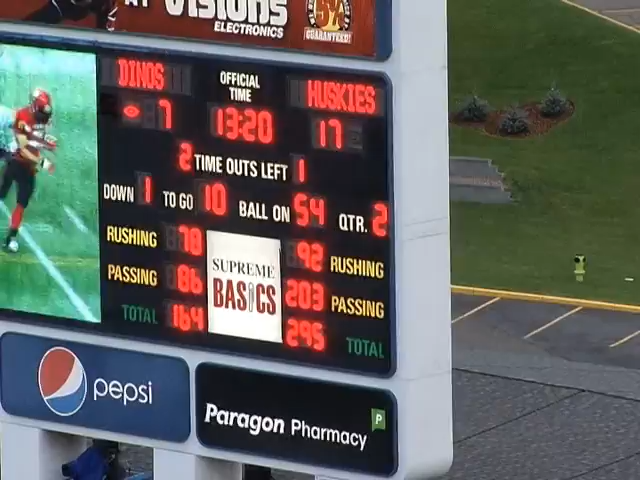 AT Visions
ELECTRONICS
GUARANTEED!
DINOS
OFFICIAL
TIME
HUSKIES
7
13:20
17
2 TIME OUTS LEFT 1
DOWN 1 TO GO 10 BALL ON 54 QTR. 2
RUSHING 78
92 RUSHING
PASSING 86
203 PASSING
TOTAL 164
295 TOTAL
SUPREME
BASICS
pepsi
Paragon Pharmacy
P